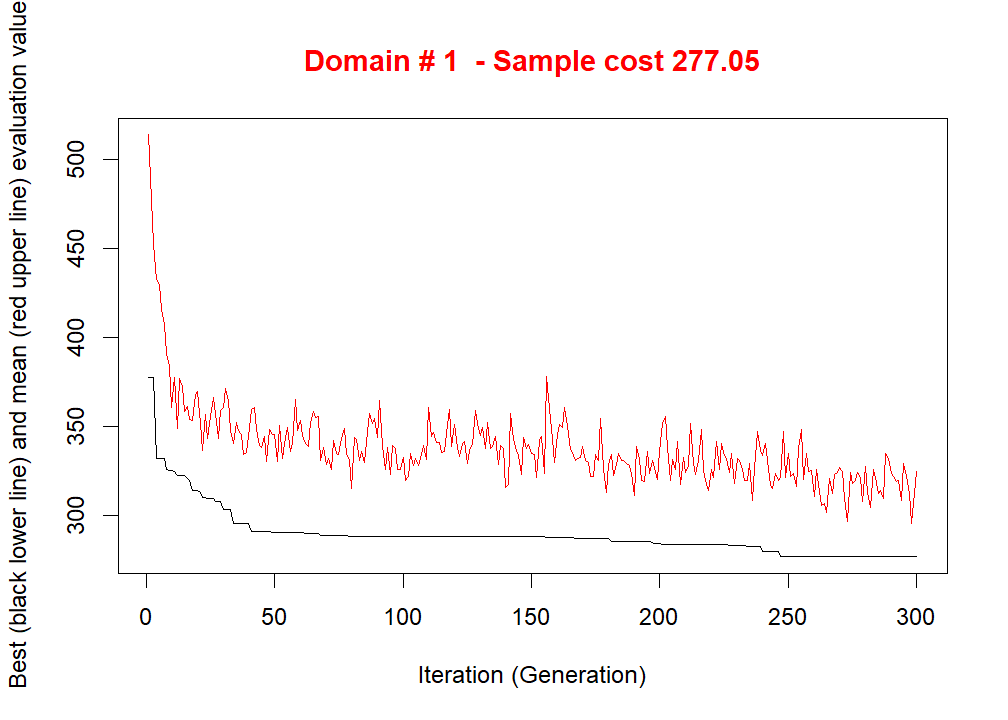 Domain # 1  - Sample cost 277.05
Best (black lower line) and mean (red upper line) evaluation value
500
450
400
350
300
0 50 100 150 200 250 300
Iteration (Generation)